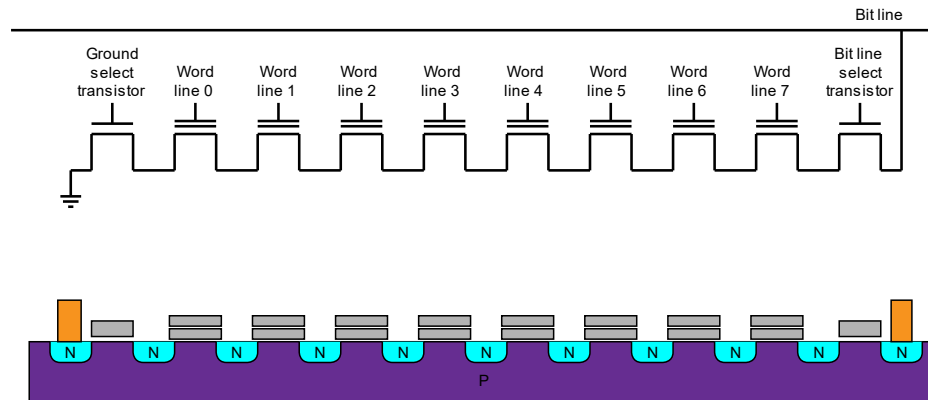 Bit line
Ground
select
transistor
Word
line 0
Word
line 1
Word
line 2
Word
line 3
Word
line 4
Word
line 5
Word
line 6
Word
line 7
Bit line
select
transistor
N
N
N
N
N
N
N
N
N
N
N
P